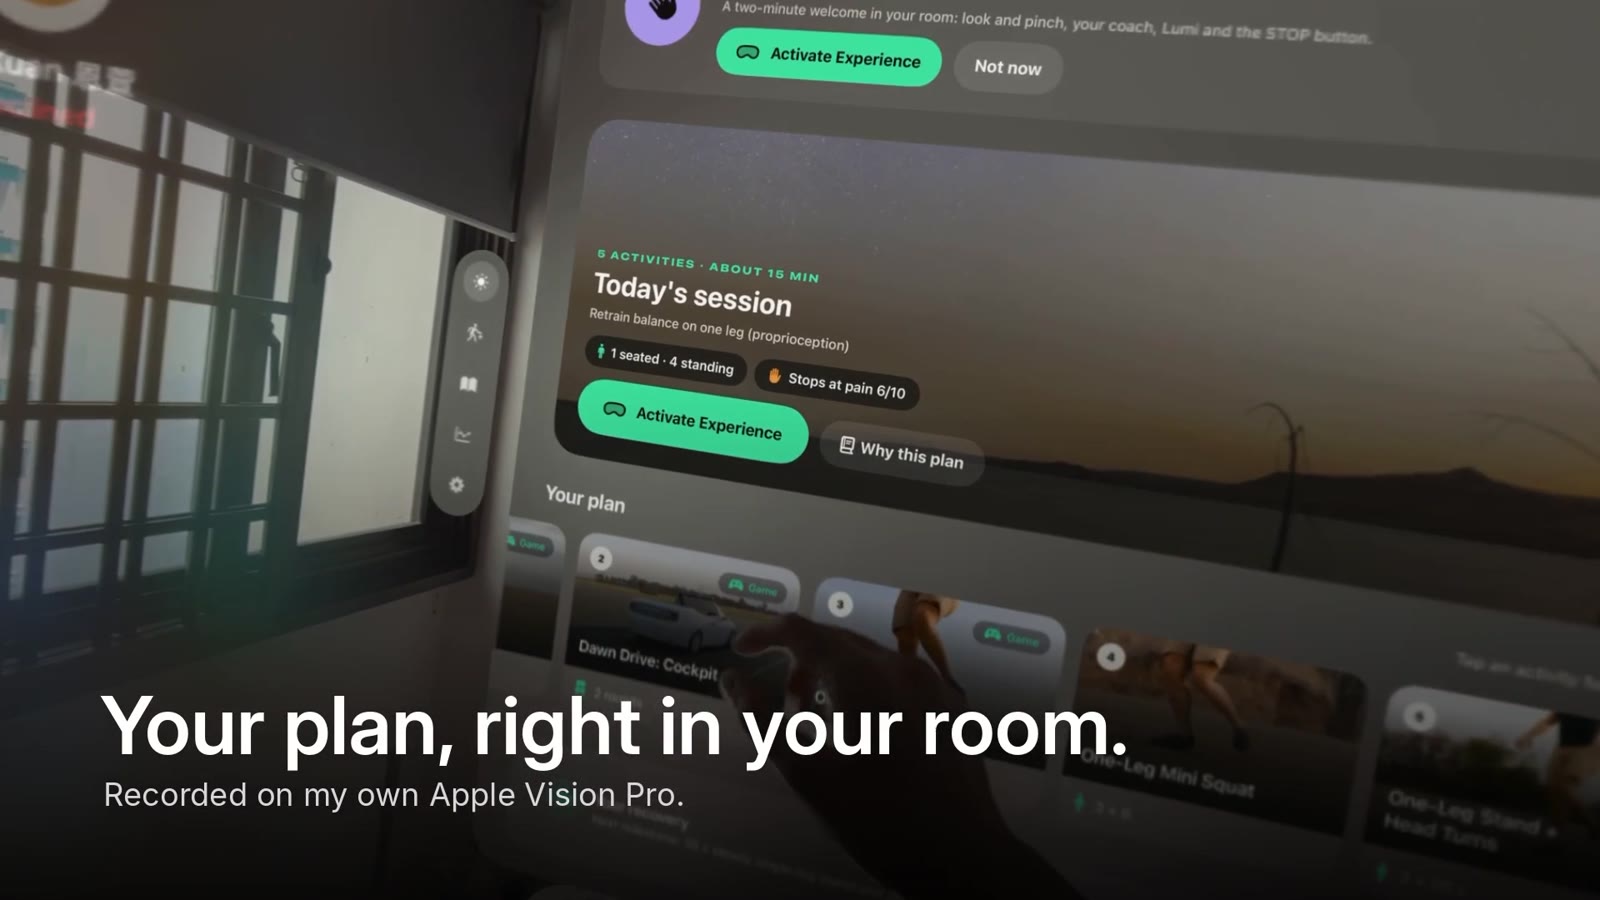 A two-minute welcome in your room: look and pinch, your coach, Lumi and the STOP button.
Activate Experience
Not now
5 ACTIVITIES · ABOUT 15 MIN
Today's session
Retrain balance on one leg (proprioception)
1 seated · 4 standing
Stops at pain 6/10
Activate Experience
Why this plan
Your plan
Tap an activity
Game
2
Game
Dawn Drive: Cockpit
3
Game
4
One-Leg Mini Squat
One-Leg Stand +
Head Turns
Your plan, right in your room.
Recorded on my own Apple Vision Pro.
recovery